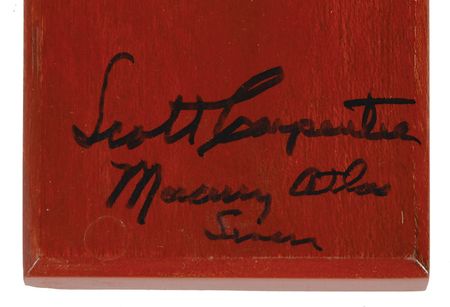 Scott Carpenter
Mercury Atlas
Seven